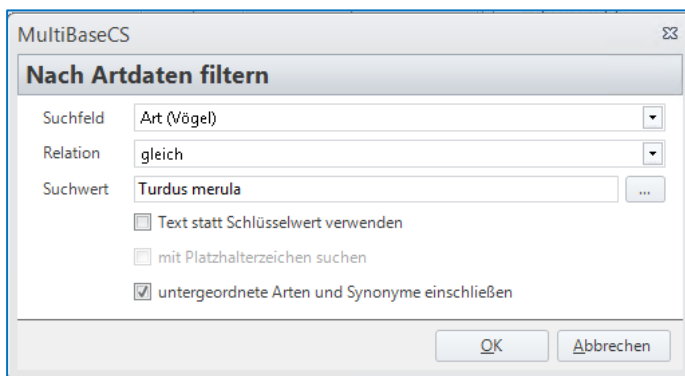 MultiBaseCS
Nach Artdaten filtern
Suchfeld Art (Vögel)
Relation gleich
Suchwert Turdus merula ...
Text statt Schlüsselwert verwenden
mit Platzhalterzeichen suchen
untergeordnete Arten und Synonyme einschließen
OK Abbrechen